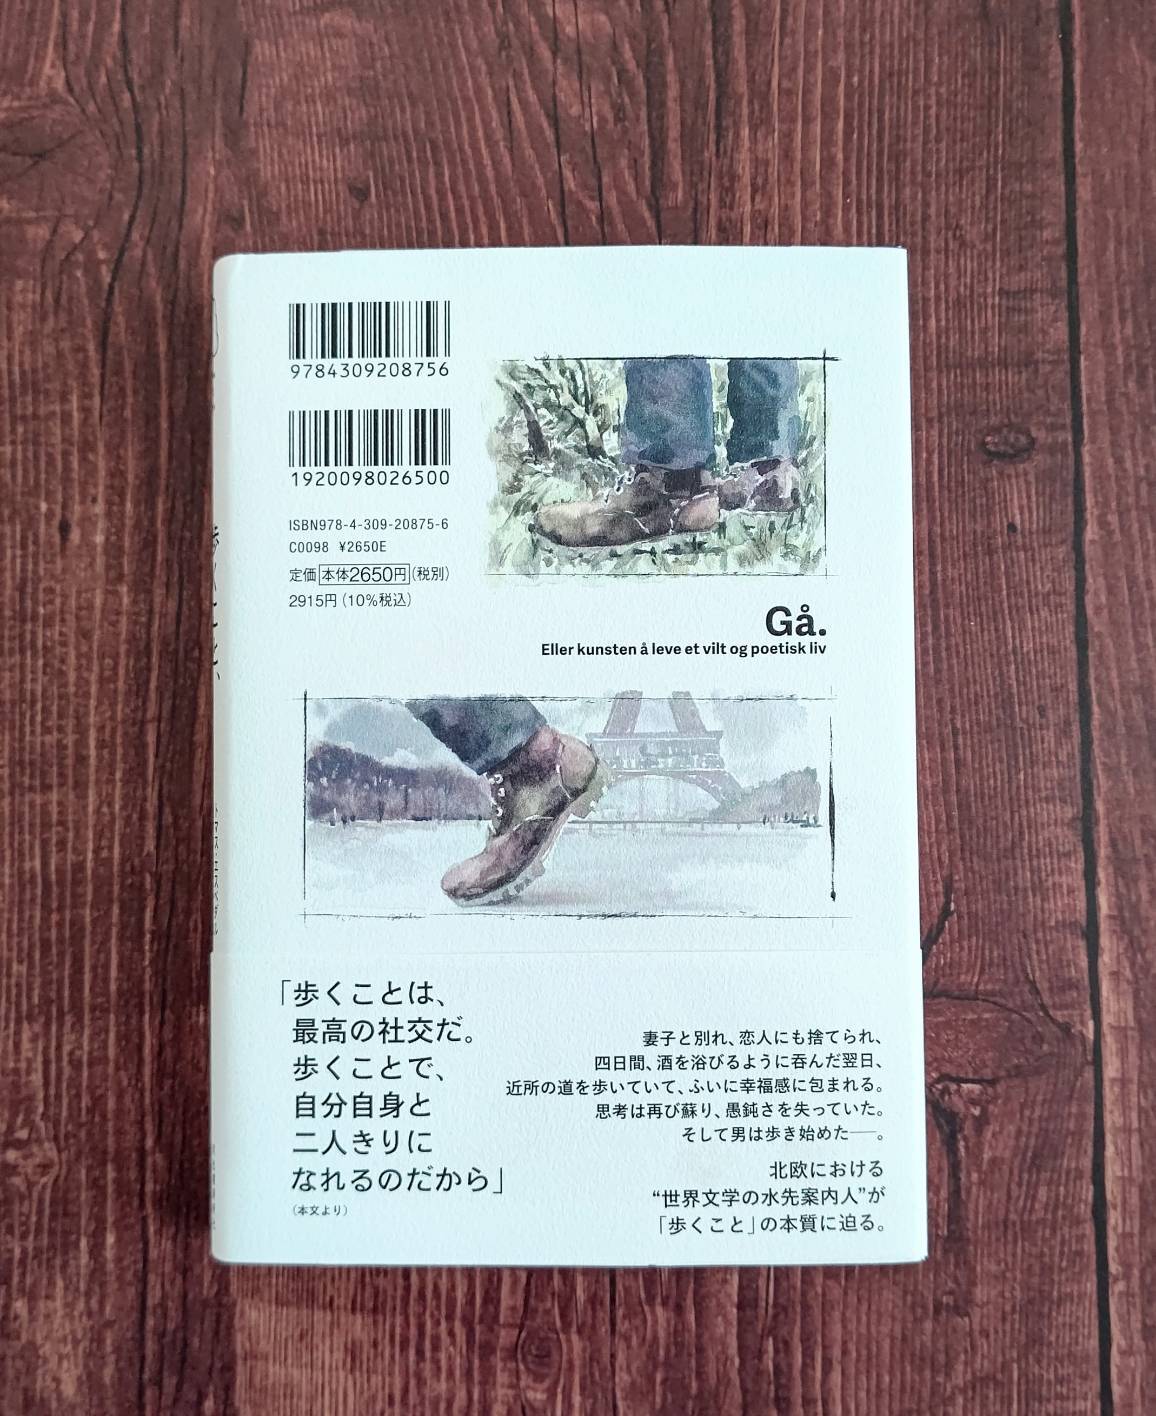 9784309208756
1920098026500
ISBN978-4-309-20875-6
C0098 ¥2650E
定価 本体2650円(税別)
2915円(10%税込)
Gå.
Eller kunsten å leve et vilt og poetisk liv
「歩くことは、
最高の社交だ。
歩くことで、
自分自身と
二人きりに
なれるのだから」
(本文より)
妻子と別れ、恋人にも捨てられ、
四日間、酒を浴びるように呑んだ翌日、
近所の道を歩いていて、ふいに幸福感に包まれる。
思考は再び蘇り、愚鈍さを失っていた。
そして男は歩き始めた──。
北欧における
“世界文学の水先案内人”が
「歩くこと」の本質に迫る。